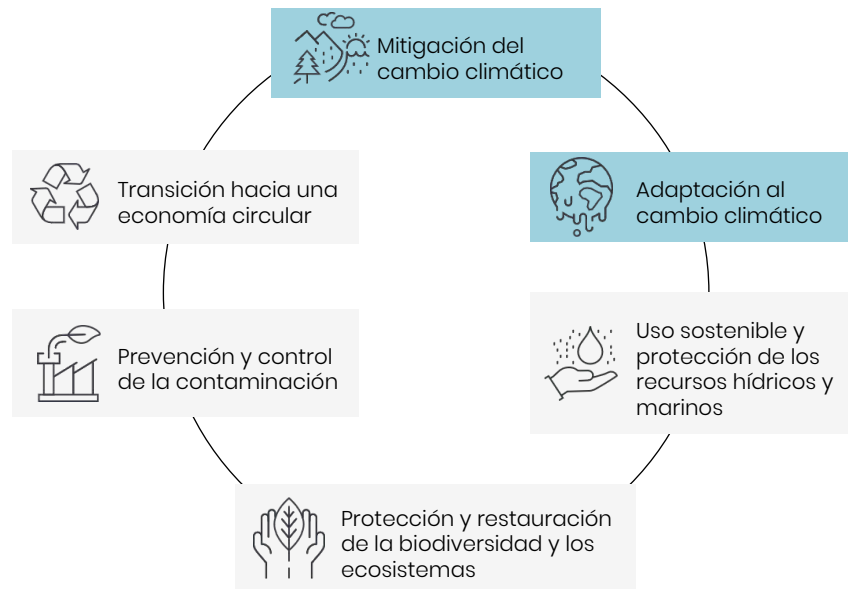 Mitigación del
cambio climático
Transición hacia una
economía circular
Adaptación al
cambio climático
Prevención y control
de la contaminación
Uso sostenible y
protección de los
recursos hídricos y
marinos
Protección y restauración
de la biodiversidad y los
ecosistemas